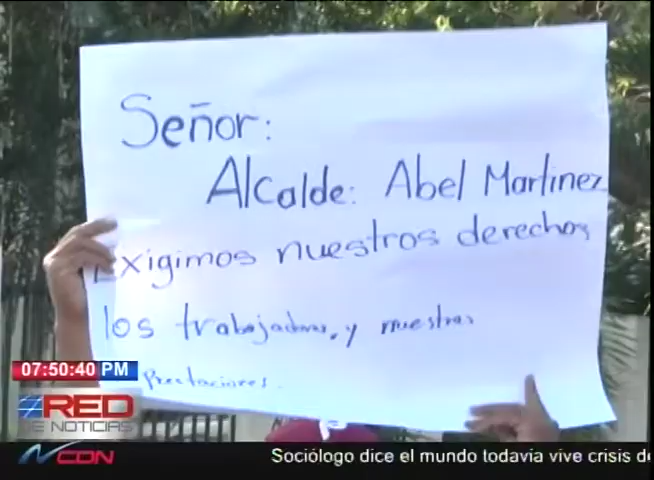 Señor:
Alcalde: Abel Martinez
Exigimos nuestros derechos
los trabajadores, y nuestras
Prestaciones.
07:50:40 PM
#RED
DE NOTICIAS
CDN
Sociólogo dice el mundo todavía vive crisis de